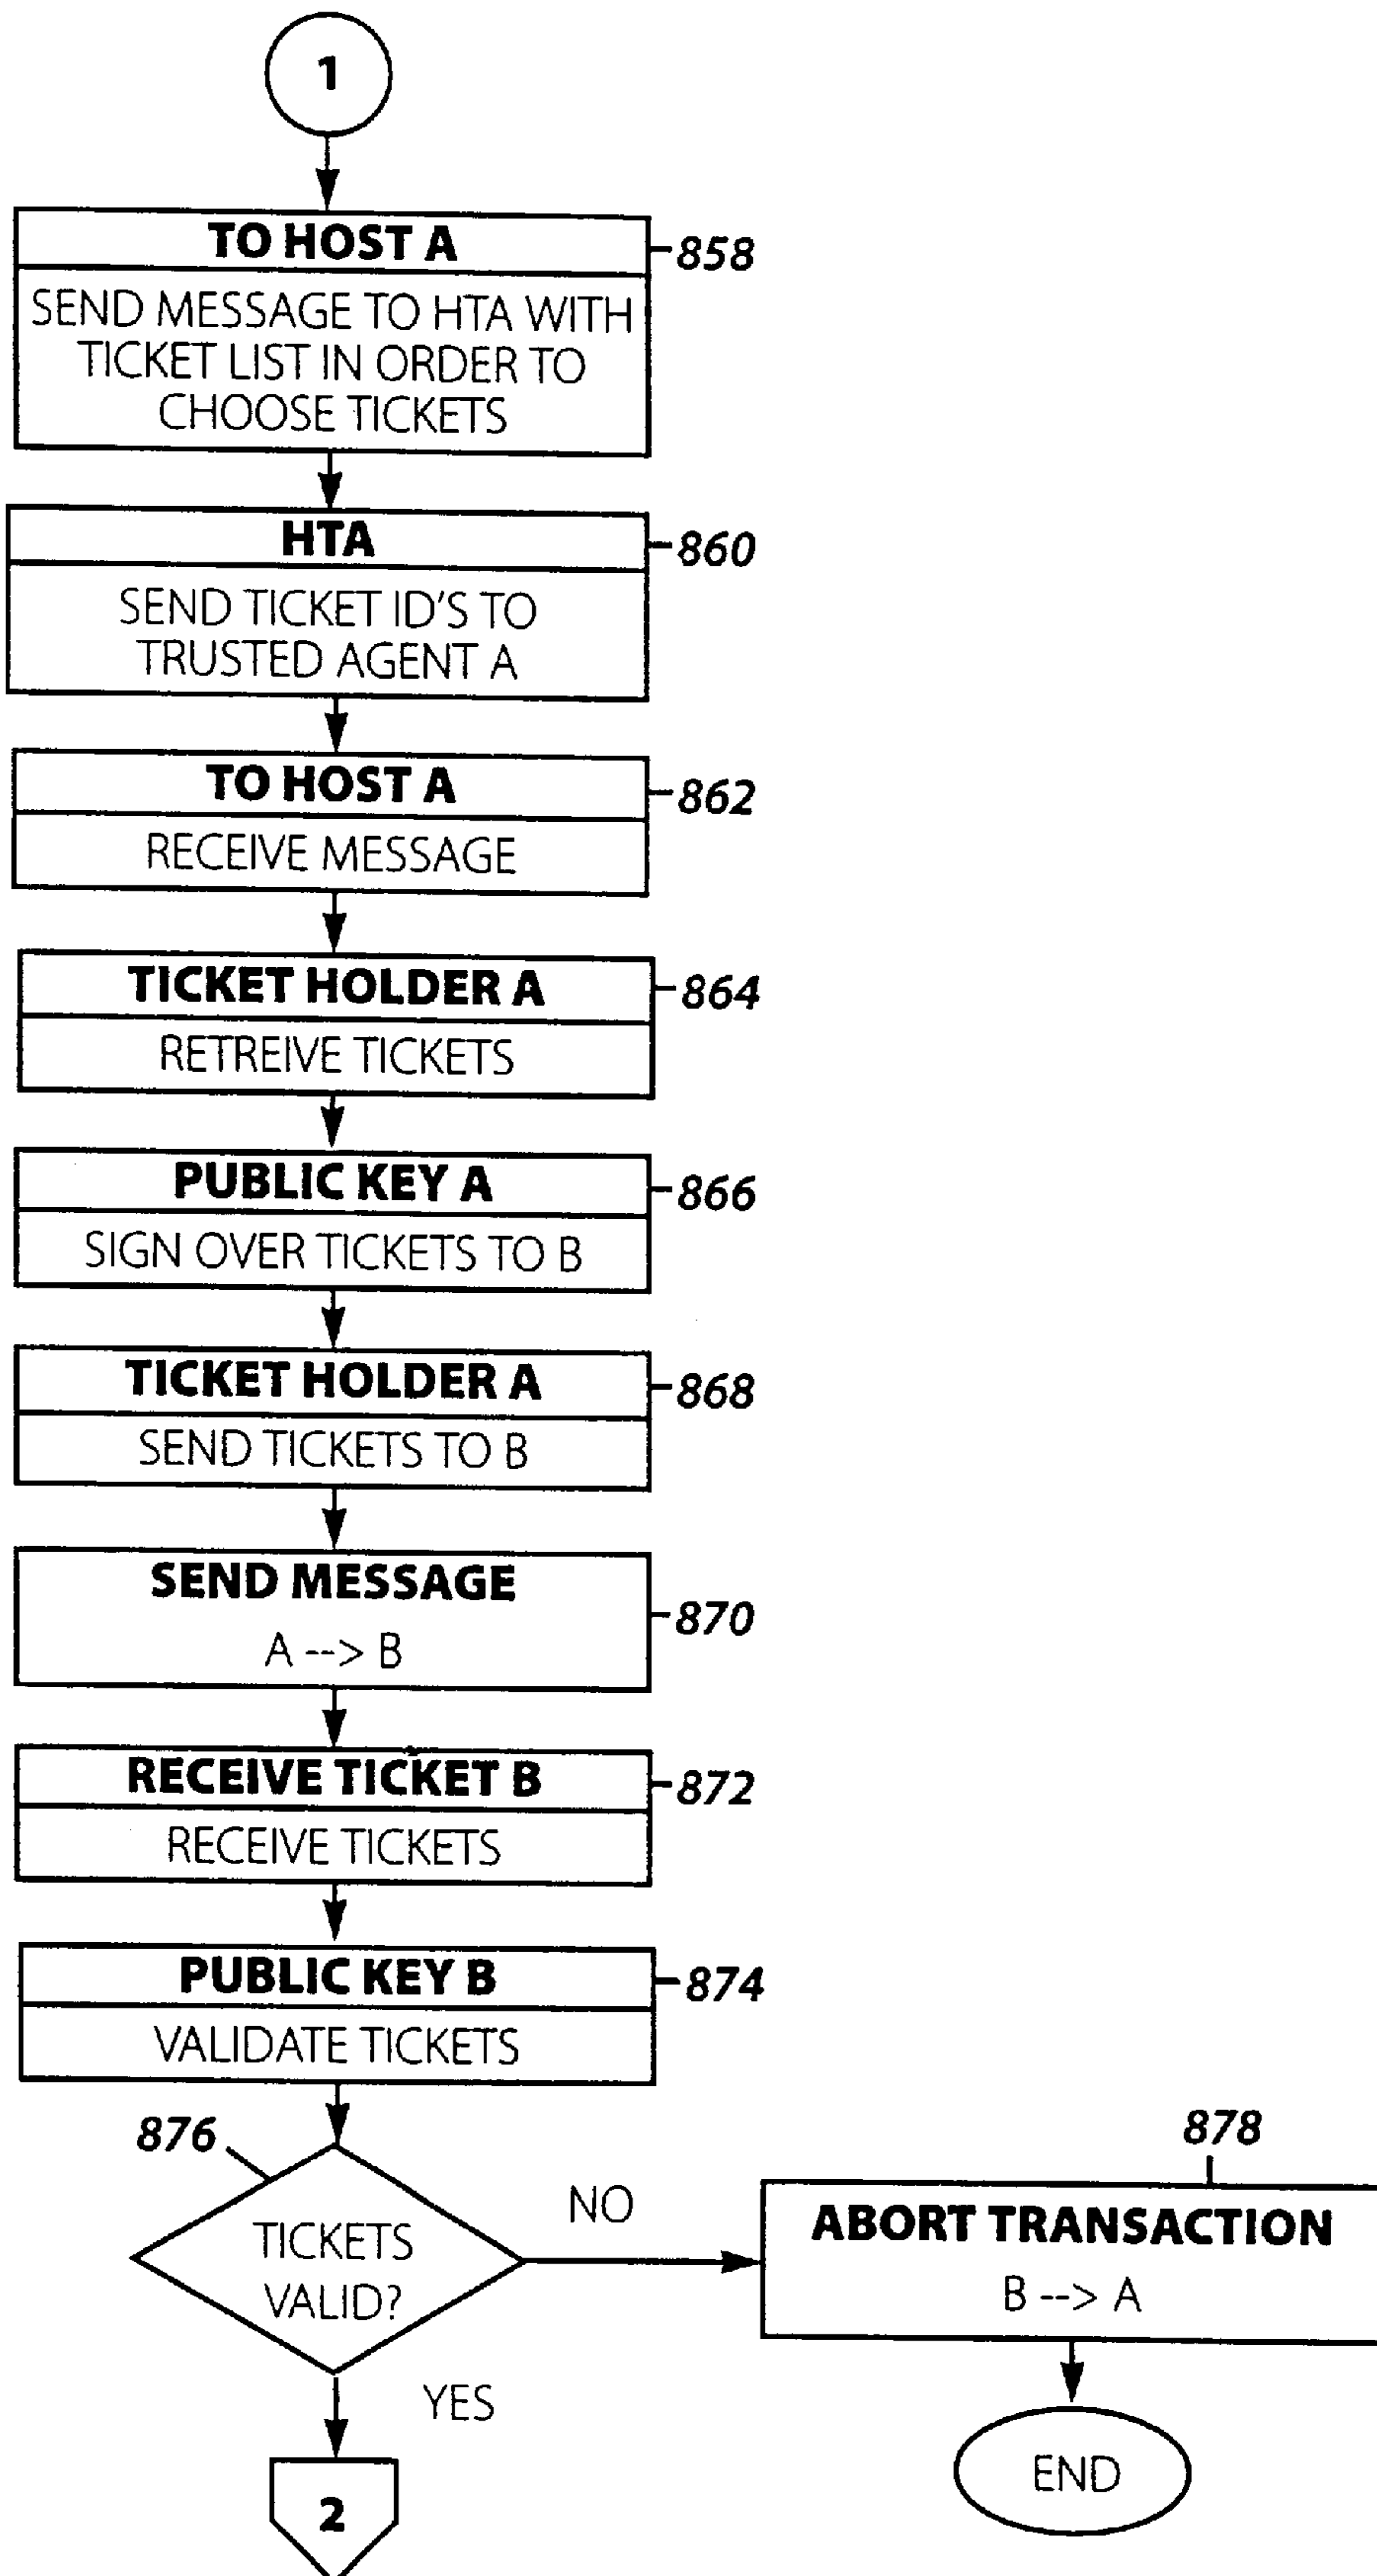 1
TO HOST A
858
SEND MESSAGE TO HTA WITH
TICKET LIST IN ORDER TO
CHOOSE TICKETS
HTA
860
SEND TICKET ID'S TO
TRUSTED AGENT A
TO HOST A
862
RECEIVE MESSAGE
TICKET HOLDER A
864
RETREIVE TICKETS
PUBLIC KEY A
866
SIGN OVER TICKETS TO B
TICKET HOLDER A
868
SEND TICKETS TO B
SEND MESSAGE
870
A --> B
RECEIVE TICKET B
872
RECEIVE TICKETS
PUBLIC KEY B
874
VALIDATE TICKETS
876
TICKETS
VALID?
NO
878
ABORT TRANSACTION
B --> A
YES
END
2